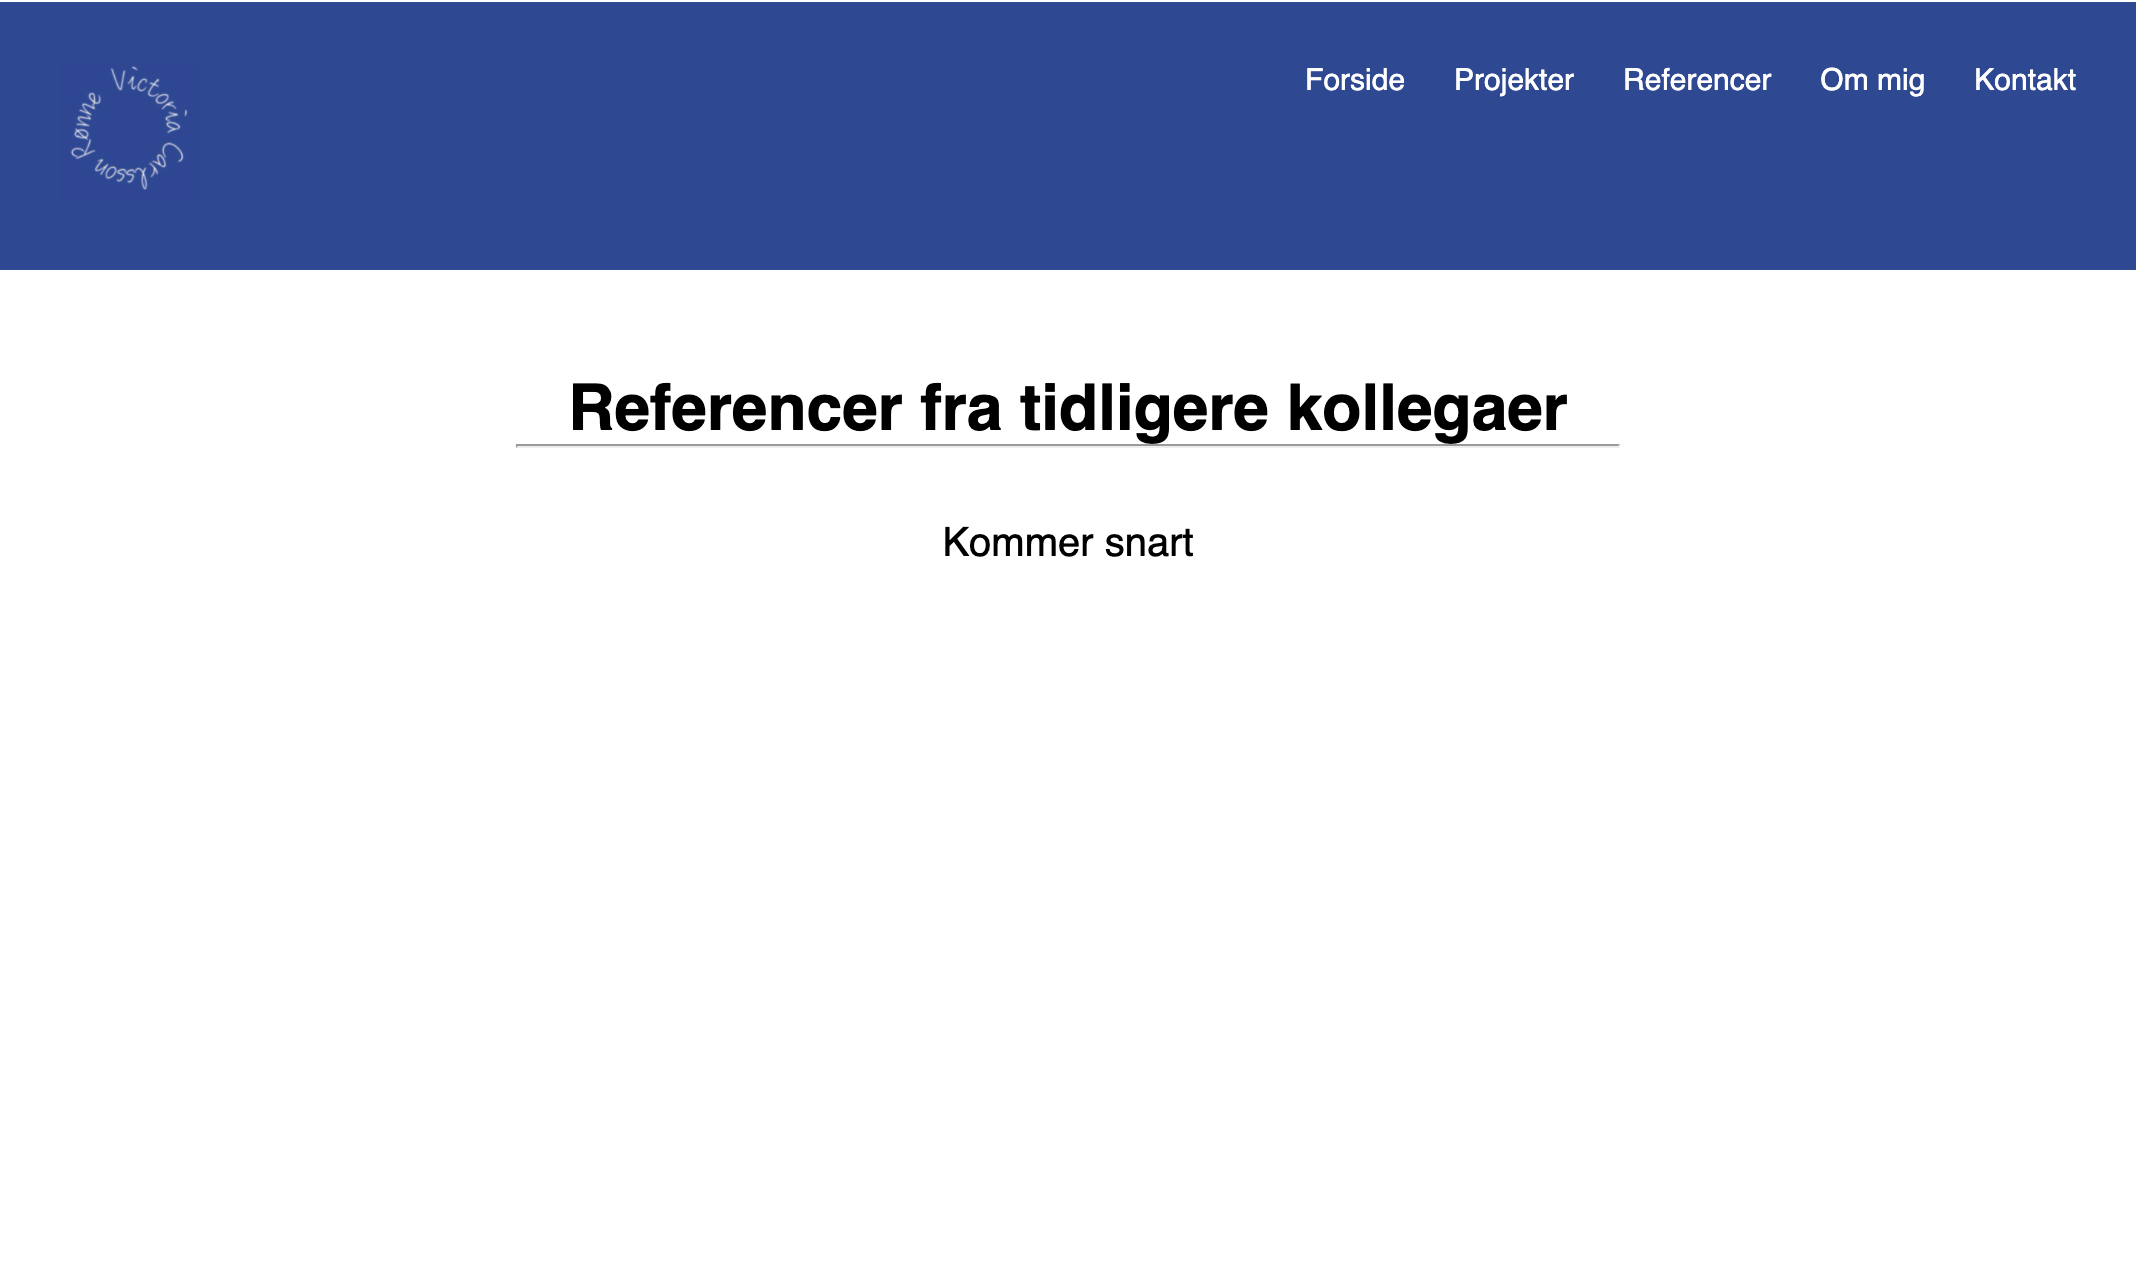 Victoria Carlsson Rønne
Forside Projekter Referencer Om mig Kontakt
Referencer fra tidligere kollegaer
Kommer snart